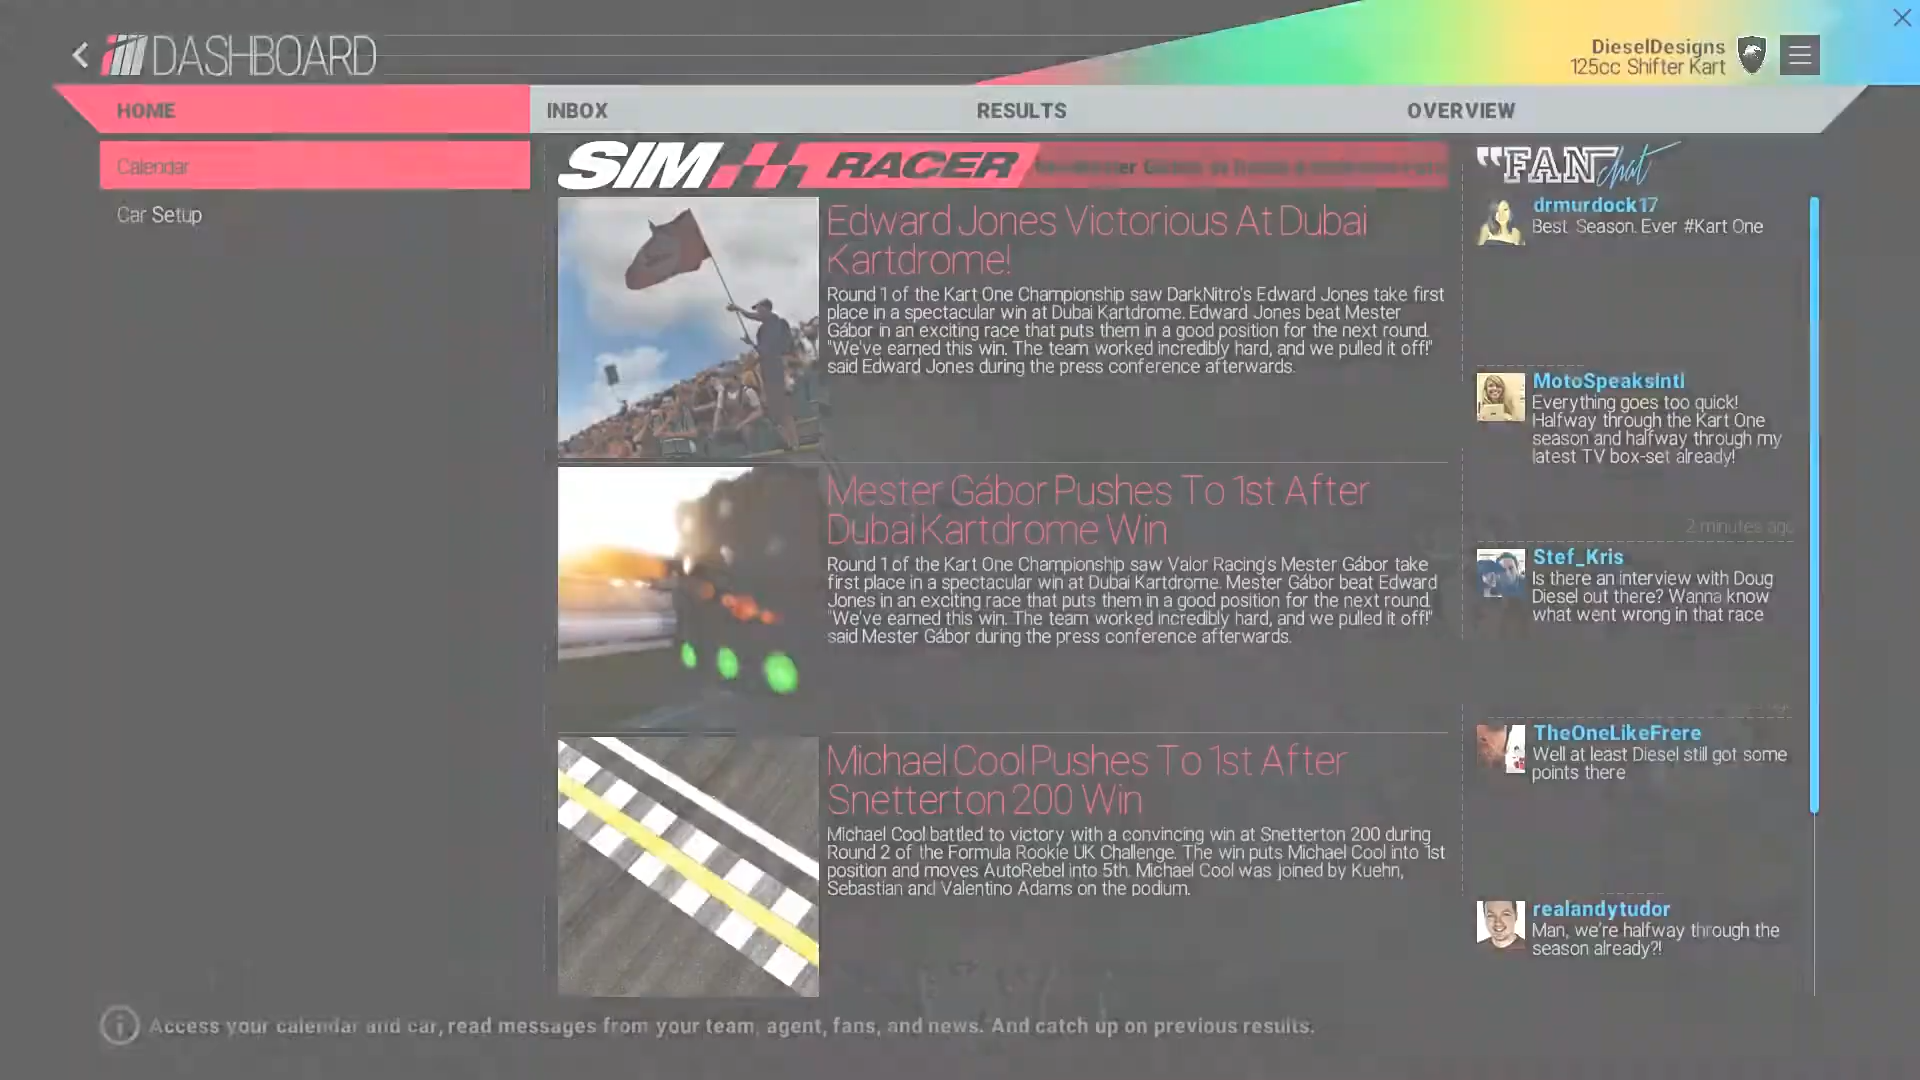 DASHBOARD
DieselDesigns
125cc Shifter Kart
HOME
INBOX
RESULTS
OVERVIEW
Calendar
Car Setup
SIM RACER
Edward Jones Victorious At Dubai
Kartdrome!
Round 1 of the Kart One Championship saw DarkNitro's Edward Jones take first
place in a spectacular win at Dubai Kartdrome. Edward Jones beat Mester
Gábor in an exciting race that puts them in a good position for the next round.
"We've earned this win. The team worked incredibly hard, and we pulled it off!"
said Edward Jones during the press conference afterwards.
Mester Gábor Pushes To 1st After
Dubai Kartdrome Win
Round 1 of the Kart One Championship saw Valor Racing's Mester Gábor take
first place in a spectacular win at Dubai Kartdrome. Mester Gábor beat Edward
Jones in an exciting race that puts them in a good position for the next round.
"We've earned this win. The team worked incredibly hard, and we pulled it off!"
said Mester Gábor during the press conference afterwards.
Michael Cool Pushes To 1st After
Snetterton 200 Win
Michael Cool battled to victory with a convincing win at Snetterton 200 during
Round 2 of the Formula Rookie UK Challenge. The win puts Michael Cool into 1st
position and moves AutoRebel into 5th. Michael Cool was joined by Kuehn,
Sebastian and Valentino Adams on the podium.
"FAN chat
drmurdock17
Best. Season. Ever #Kart One
MotoSpeaksIntl
Everything goes too quick!
Halfway through the Kart One
season and halfway through my
latest TV box-set already!
2 minutes ago
Stef_Kris
Is there an interview with Doug
Diesel out there? Wanna know
what went wrong in that race
TheOneLikeFrere
Well at least Diesel still got some
points there
realandytudor
Man, we're halfway through the
season already?!
Access your calendar and car, read messages from your team, agent, fans, and news. And catch up on previous results.